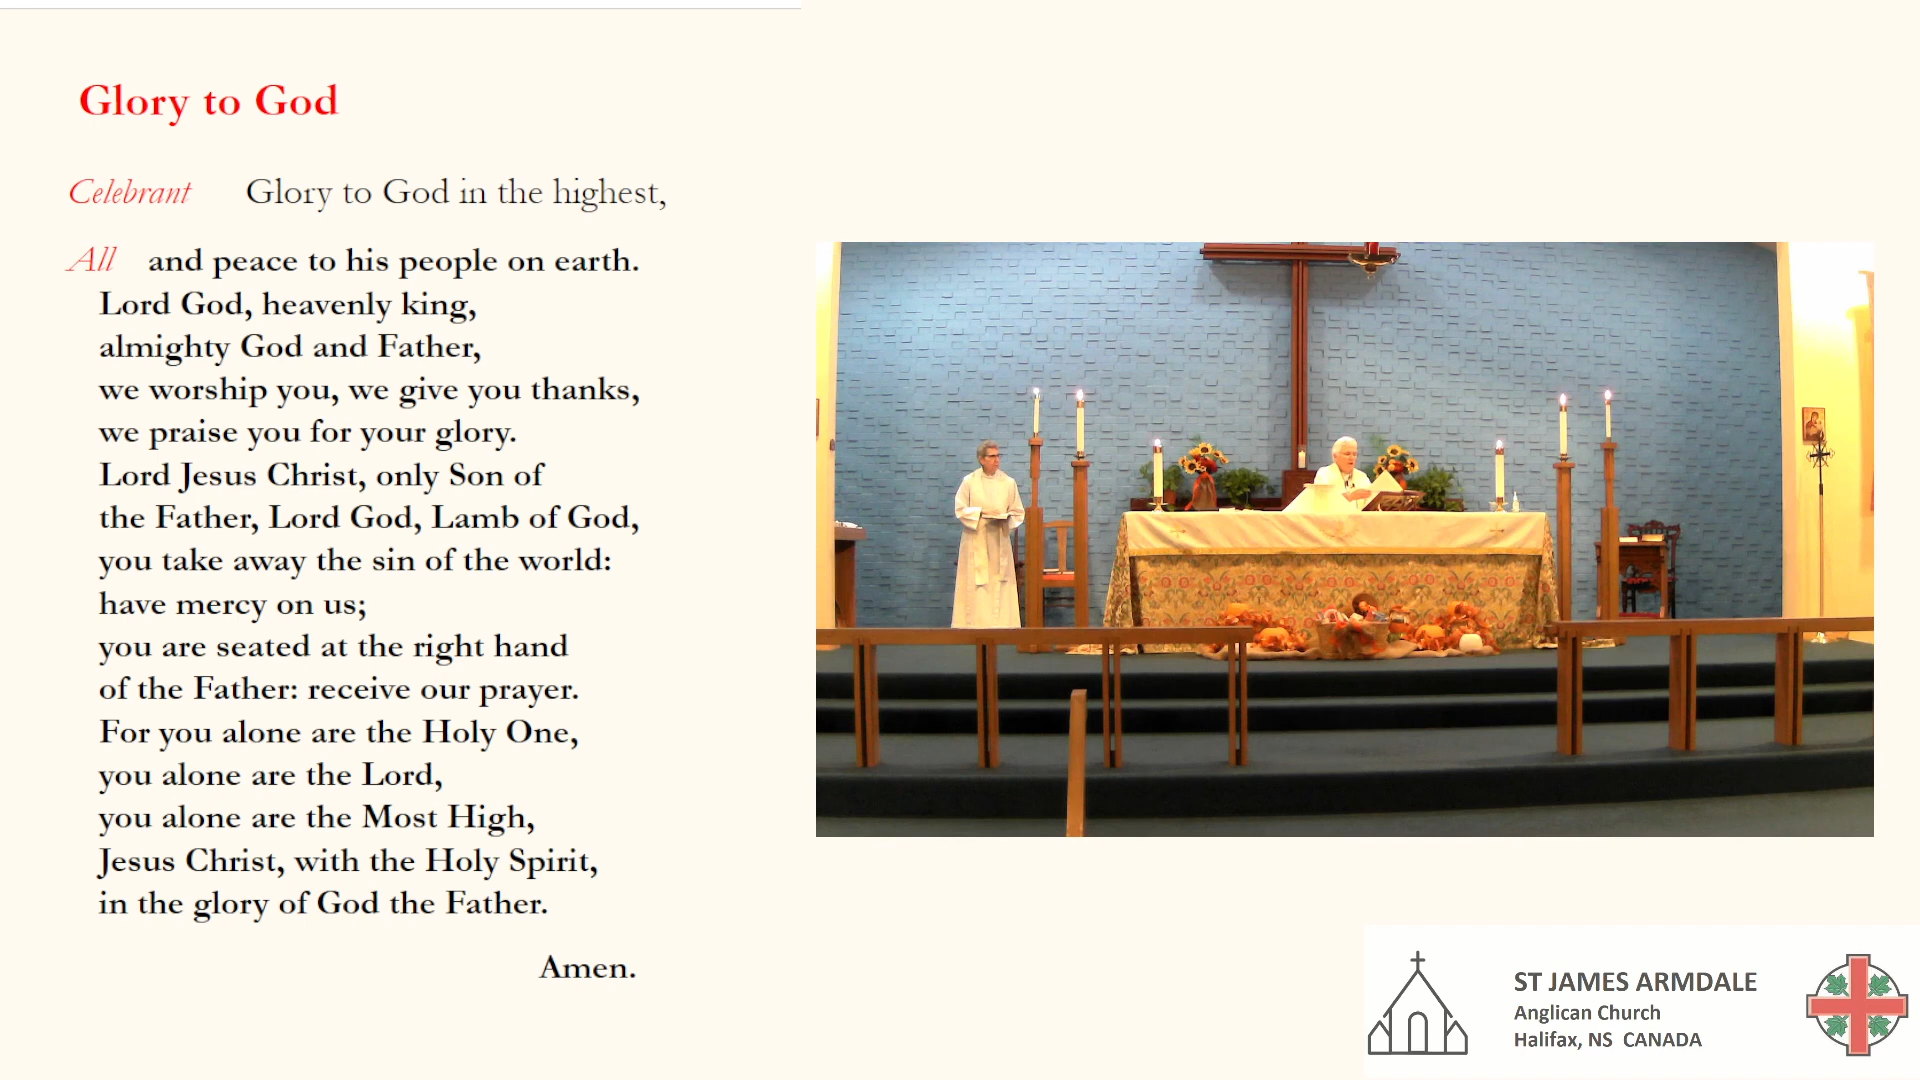 Glory to God
Celebrant Glory to God in the highest,
All and peace to his people on earth.
Lord God, heavenly king,
almighty God and Father,
we worship you, we give you thanks,
we praise you for your glory.
Lord Jesus Christ, only Son of
the Father, Lord God, Lamb of God,
you take away the sin of the world:
have mercy on us;
you are seated at the right hand
of the Father: receive our prayer.
For you alone are the Holy One,
you alone are the Lord,
you alone are the Most High,
Jesus Christ, with the Holy Spirit,
in the glory of God the Father.
Amen.
ST JAMES ARMDALE
Anglican Church
Halifax, NS CANADA